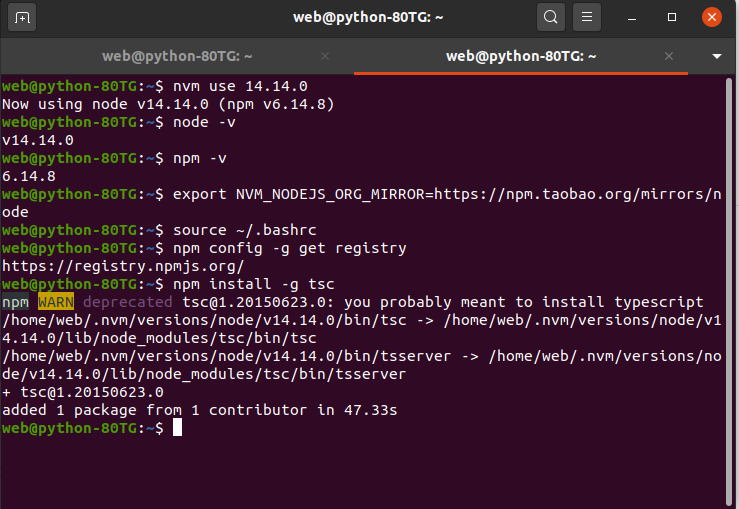 web@python-80TG: ~
web@python-80TG: ~
web@python-80TG: ~
web@python-80TG:~$ nvm use 14.14.0
Now using node v14.14.0 (npm v6.14.8)
web@python-80TG:~$ node -v
v14.14.0
web@python-80TG:~$ npm -v
6.14.8
web@python-80TG:~$ export NVM_NODEJS_ORG_MIRROR=https://npm.taobao.org/mirrors/n
ode
web@python-80TG:~$ source ~/.bashrc
web@python-80TG:~$ npm config -g get registry
https://registry.npmjs.org/
web@python-80TG:~$ npm install -g tsc
npm WARN deprecated tsc@1.20150623.0: you probably meant to install typescript
/home/web/.nvm/versions/node/v14.14.0/bin/tsc -> /home/web/.nvm/versions/node/v1
4.14.0/lib/node_modules/tsc/bin/tsc
/home/web/.nvm/versions/node/v14.14.0/bin/tsserver -> /home/web/.nvm/versions/no
de/v14.14.0/lib/node_modules/tsc/bin/tsserver
+ tsc@1.20150623.0
added 1 package from 1 contributor in 47.33s
web@python-80TG:~$